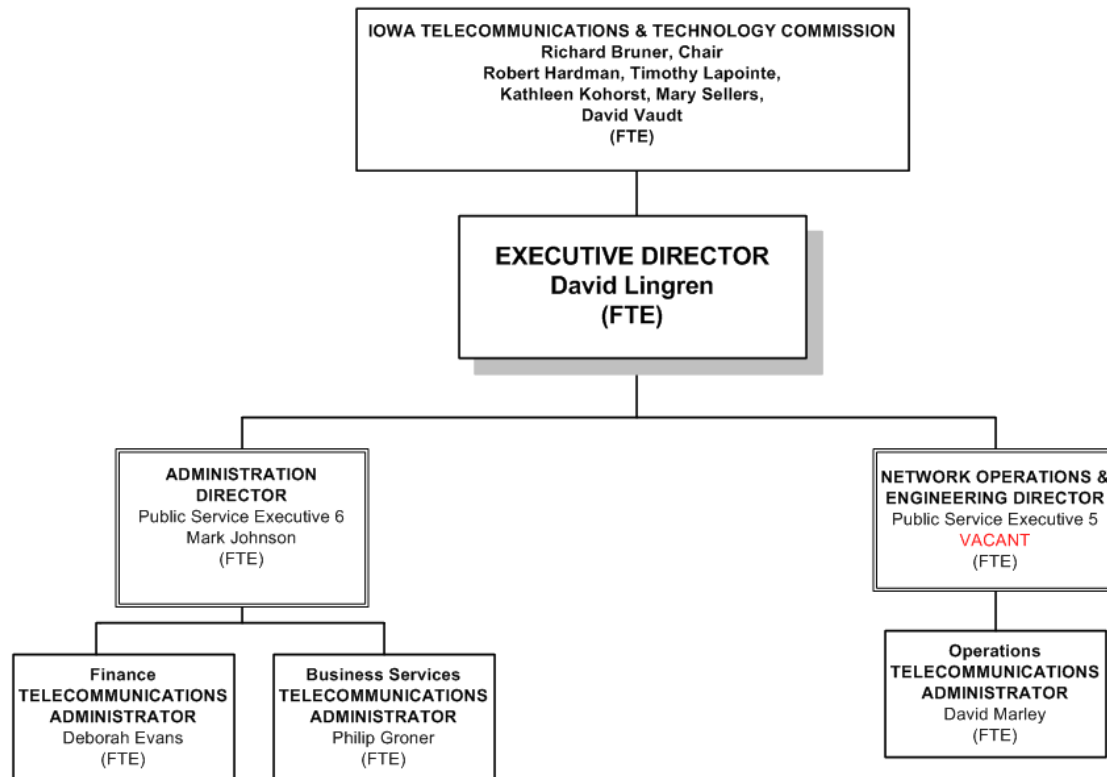 IOWA TELECOMMUNICATIONS & TECHNOLOGY COMMISSION
Richard Bruner, Chair
Robert Hardman, Timothy Lapointe,
Kathleen Kohorst, Mary Sellers,
David Vaudt
(FTE)
EXECUTIVE DIRECTOR
David Lingren
(FTE)
ADMINISTRATION
DIRECTOR
Public Service Executive 6
Mark Johnson
(FTE)
NETWORK OPERATIONS &
ENGINEERING DIRECTOR
Public Service Executive 5
VACANT
(FTE)
Finance
TELECOMMUNICATIONS
ADMINISTRATOR
Deborah Evans
(FTE)
Business Services
TELECOMMUNICATIONS
ADMINISTRATOR
Philip Groner
(FTE)
Operations
TELECOMMUNICATIONS
ADMINISTRATOR
David Marley
(FTE)